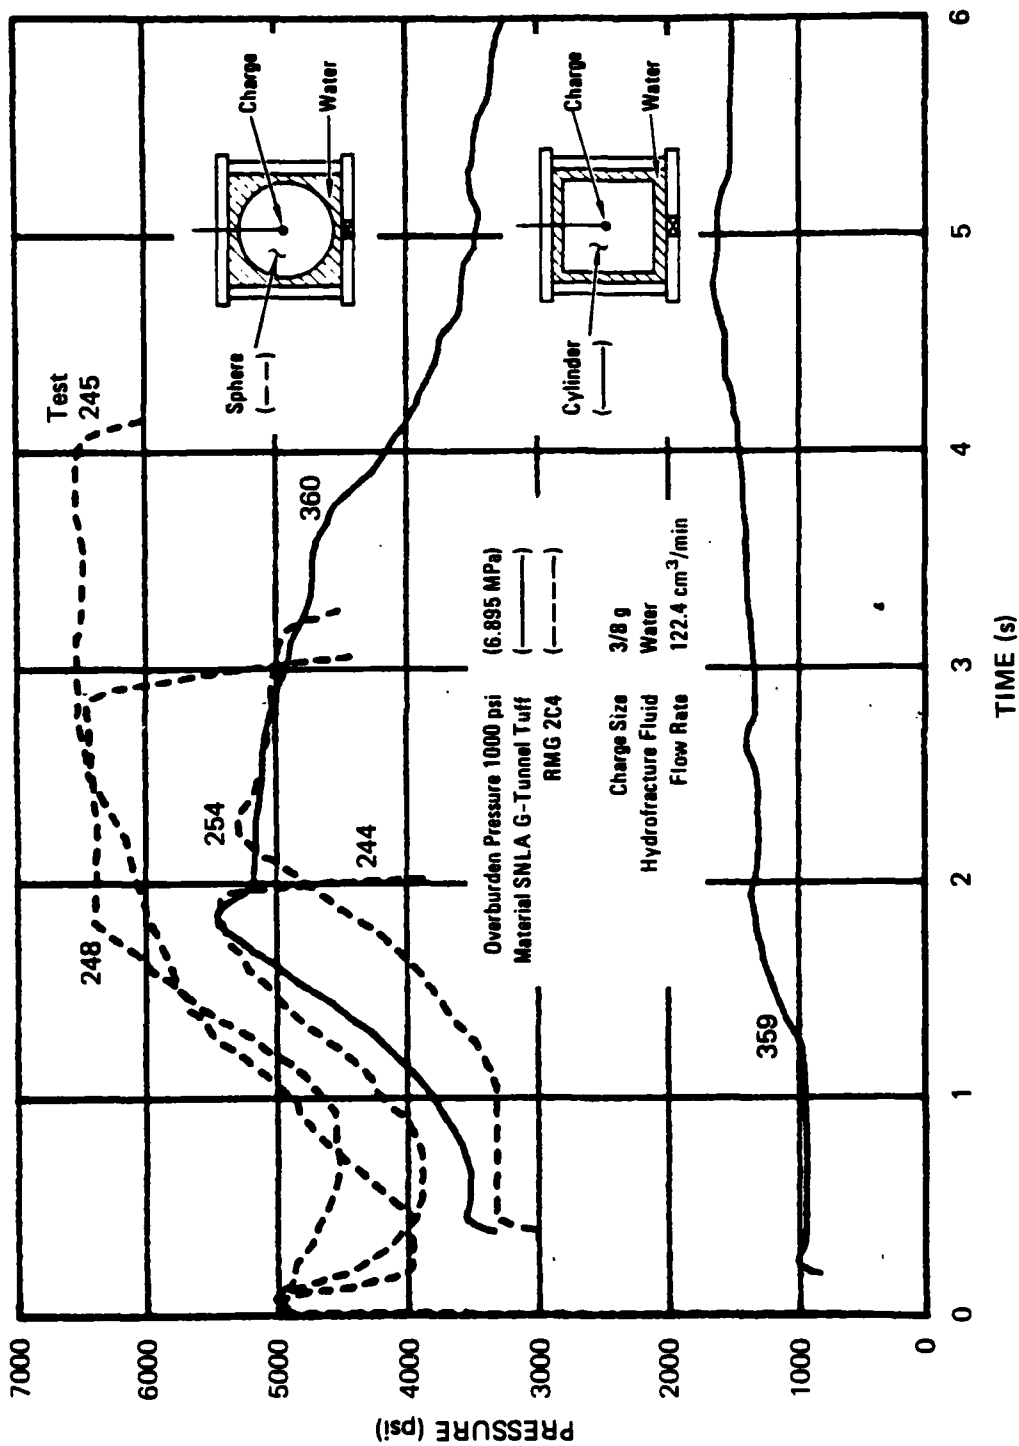 7000
6000
5000
4000
3000
2000
1000
0
PRESSURE (psi)
0
1
2
3
4
5
6
TIME (s)
Test
245
248
254
244
360
359
Sphere
(– – –)
Charge
Water
Cylinder
(———)
Charge
Water
Overburden Pressure 1000 psi (6.895 MPa)
Material SNLA G-Tunnel Tuff (———)
RMG 2C4 (– – – –)
Charge Size 3/8 g
Hydrofracture Fluid Water
Flow Rate 122.4 cm³/min